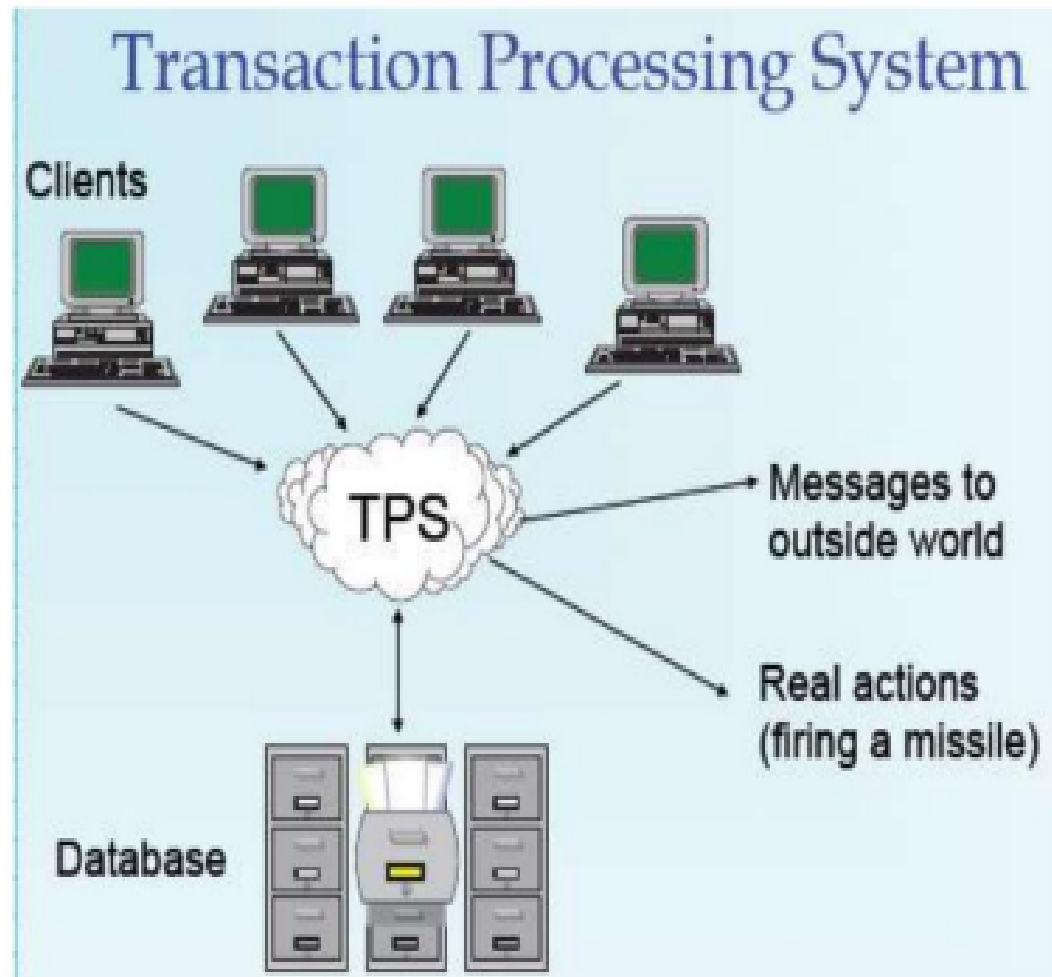 Transaction Processing System
Clients
TPS
Messages to
outside world
Real actions
(firing a missile)
Database